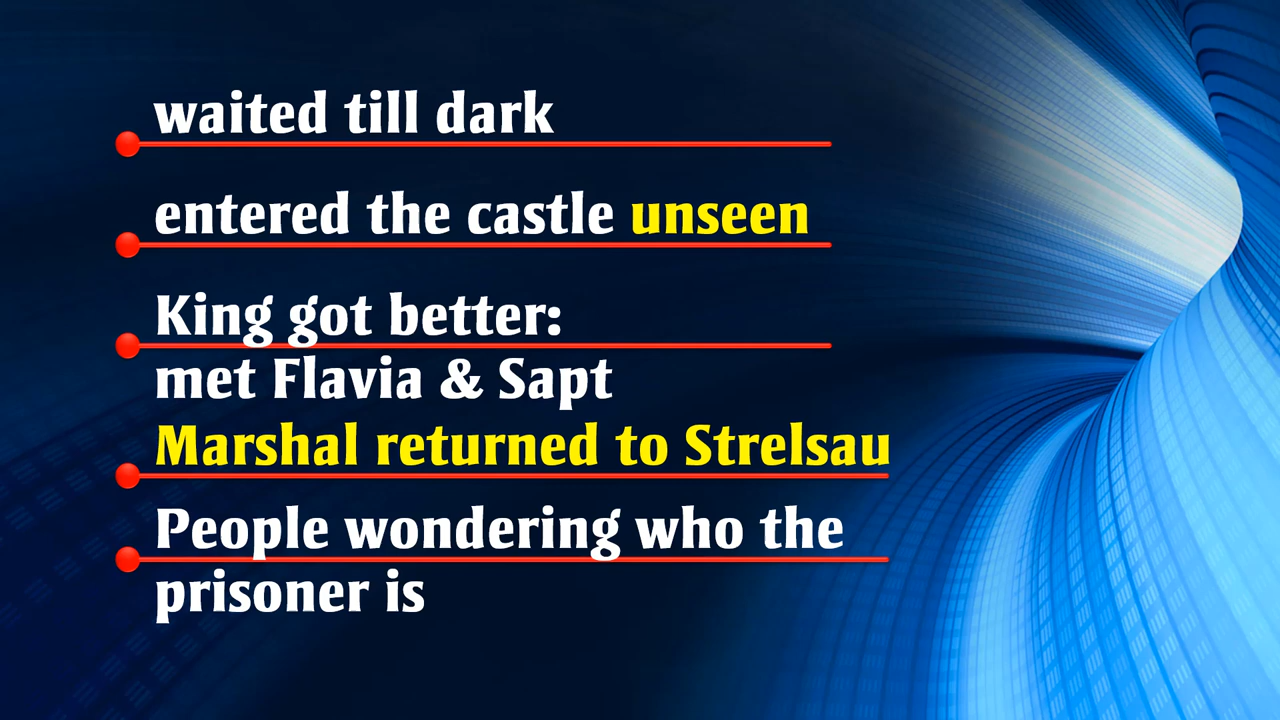 waited till dark
entered the castle unseen
King got better:
met Flavia & Sapt
Marshal returned to Strelsau
People wondering who the
prisoner is